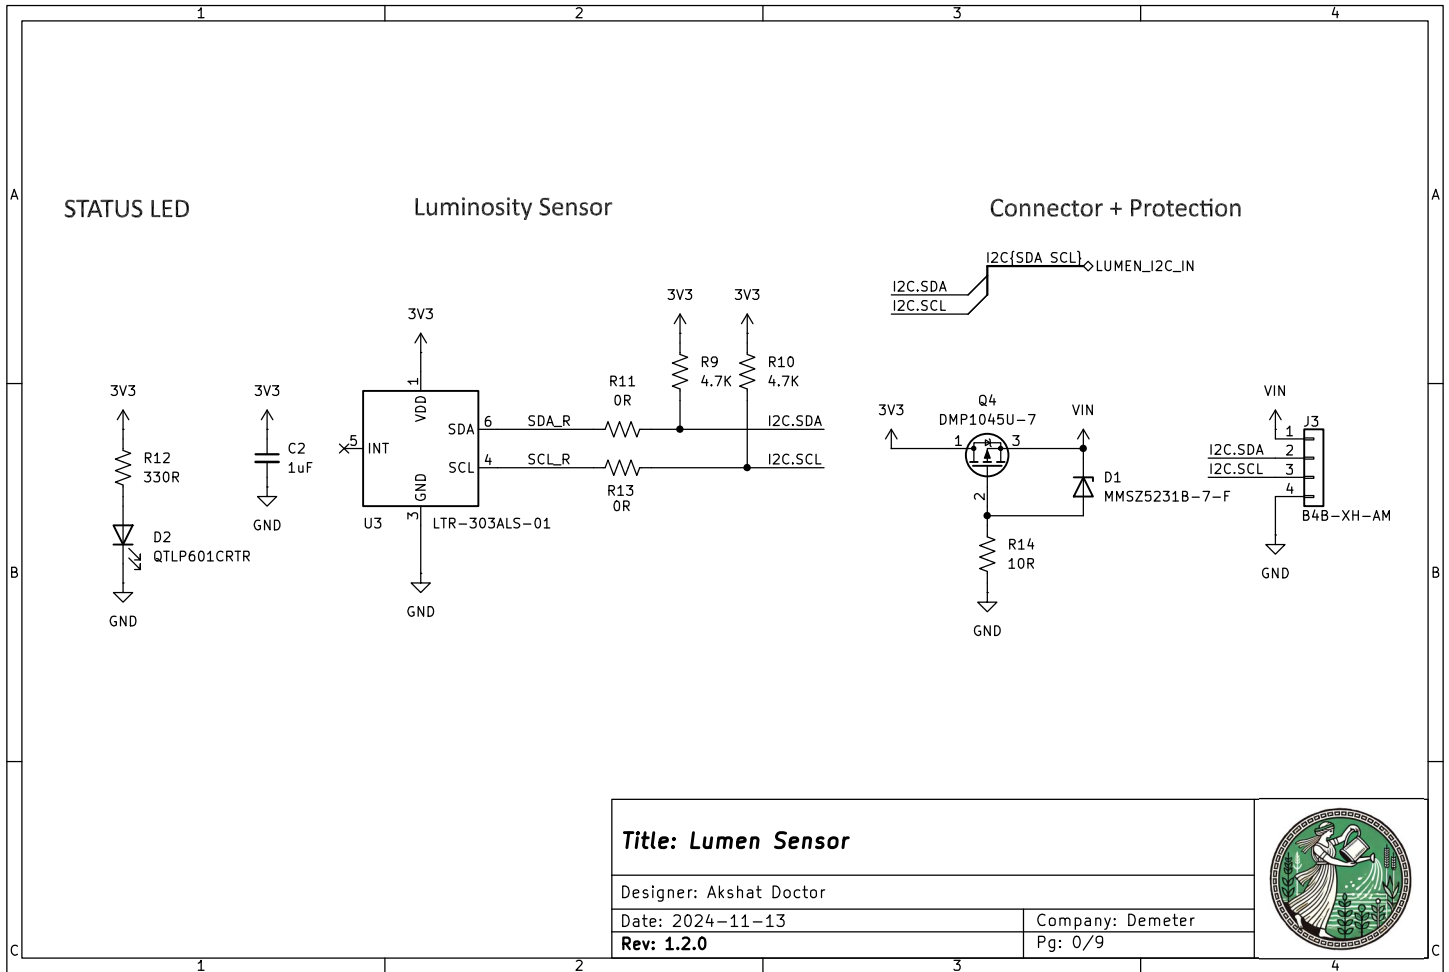 1 2 3 4
A A
STATUS LED
Luminosity Sensor
Connector + Protection
I2C{SDA SCL}
LUMEN_I2C_IN
I2C.SDA
I2C.SCL
3V3
3V3
3V3
R9
4.7K
R10
4.7K
R11
0R
3V3
3V3
R12
330R
D2
QTLP601CRTR
GND
C2
1uF
GND
1
VDD
5
INT
SDA
6
SCL
4
GND
3
U3
LTR-303ALS-01
GND
SDA_R
SCL_R
R13
0R
I2C.SDA
I2C.SCL
3V3
Q4
DMP1045U-7
1
3
2
VIN
D1
MMSZ5231B-7-F
R14
10R
GND
VIN
J3
1
I2C.SDA
2
I2C.SCL
3
4
B4B-XH-AM
GND
B B
Title: Lumen Sensor
Designer: Akshat Doctor
Date: 2024-11-13
Company: Demeter
Rev: 1.2.0
Pg: 0/9
C C
1 2 3 4